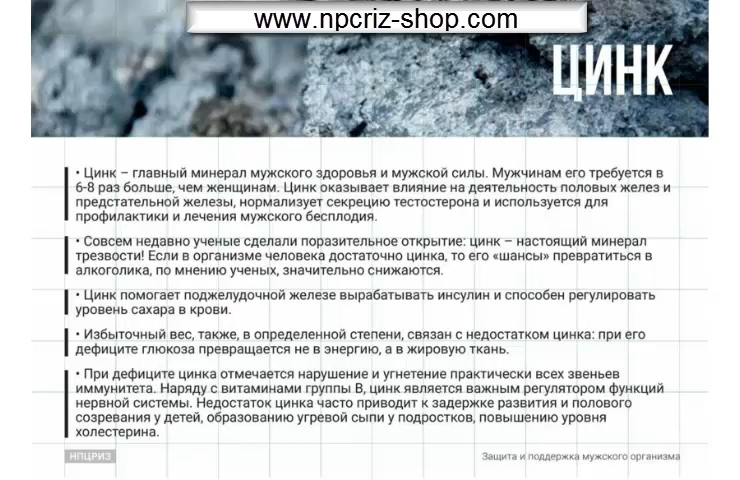 www.npcriz-shop.com
ЦИНК
• Цинк – главный минерал мужского здоровья и мужской силы. Мужчинам его требуется в
6-8 раз больше, чем женщинам. Цинк оказывает влияние на деятельность половых желез и
предстательной железы, нормализует секрецию тестостерона и используется для
профилактики и лечения мужского бесплодия.
• Совсем недавно ученые сделали поразительное открытие: цинк – настоящий минерал
трезвости! Если в организме человека достаточно цинка, то его «шансы» превратиться в
алкоголика, по мнению ученых, значительно снижаются.
• Цинк помогает поджелудочной железе вырабатывать инсулин и способен регулировать
уровень сахара в крови.
• Избыточный вес, также, в определенной степени, связан с недостатком цинка: при его
дефиците глюкоза превращается не в энергию, а в жировую ткань.
• При дефиците цинка отмечается нарушение и угнетение практически всех звеньев
иммунитета. Наряду с витаминами группы В, цинк является важным регулятором функций
нервной системы. Недостаток цинка часто приводит к задержке развития и полового
созревания у детей, образованию угревой сыпи у подростков, повышению уровня
холестерина.
НПЦРИЗ
Защита и поддержка мужского организма